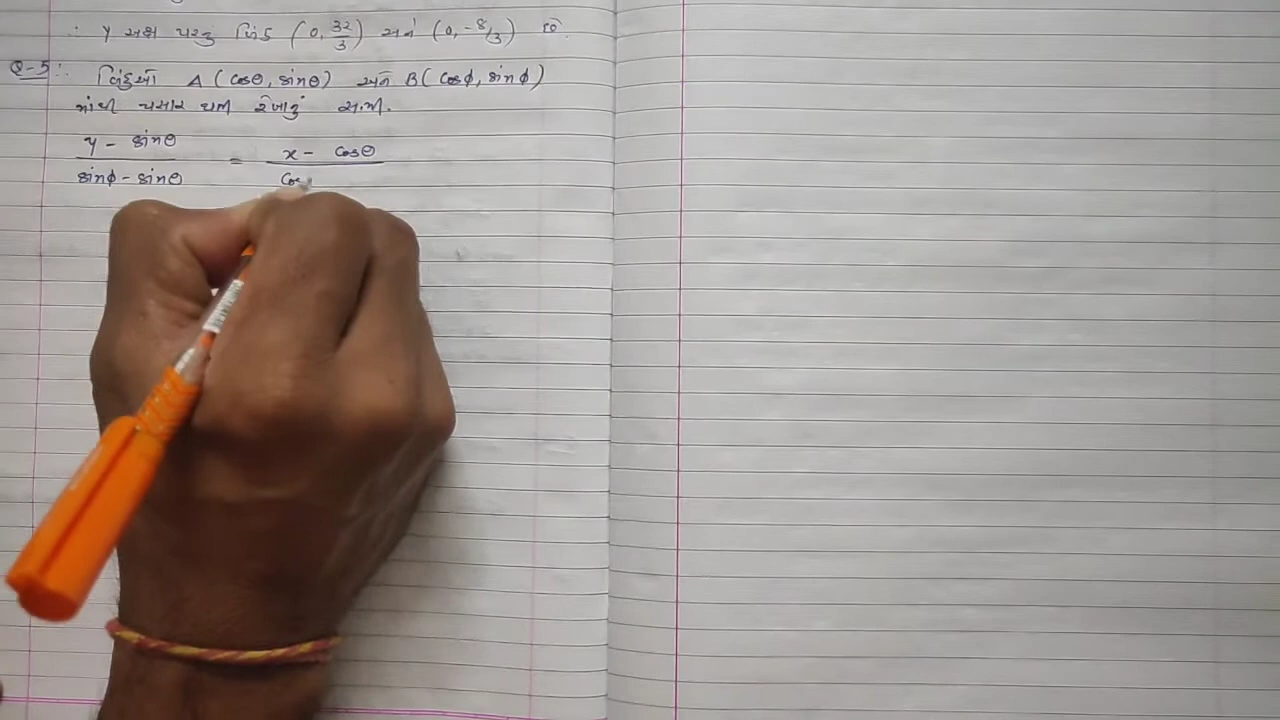 ∴ Y અક્ષ પરનું બિંદુ (0, 32/3) અને (0, -8/3) છે.
Q-5: બિંદુઓ A (cosθ, sinθ) અને B( cosϕ, sinϕ)
માંથી પસાર થતી રેખાનું સ.મી.
y - sinθ / sinϕ - sinθ = x - cosθ / cos